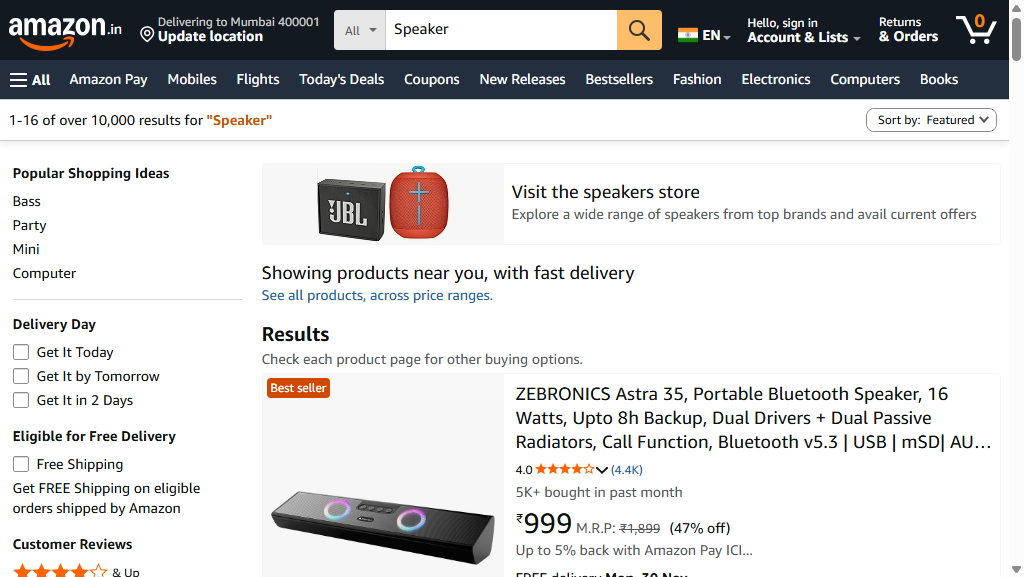 amazon.in
Delivering to Mumbai 400001
Update location
All
Speaker
EN
Hello, sign in
Account & Lists
Returns
& Orders
0
All
Amazon Pay
Mobiles
Flights
Today's Deals
Coupons
New Releases
Bestsellers
Fashion
Electronics
Computers
Books
1-16 of over 10,000 results for "Speaker"
Sort by: Featured
Popular Shopping Ideas
Bass
Party
Mini
Computer
Delivery Day
Get It Today
Get It by Tomorrow
Get It in 2 Days
Eligible for Free Delivery
Free Shipping
Get FREE Shipping on eligible
orders shipped by Amazon
Customer Reviews
& Up
JBL
Visit the speakers store
Explore a wide range of speakers from top brands and avail current offers
Showing products near you, with fast delivery
See all products, across price ranges.
Results
Check each product page for other buying options.
Best seller
ZEBRONICS Astra 35, Portable Bluetooth Speaker, 16
Watts, Upto 8h Backup, Dual Drivers + Dual Passive
Radiators, Call Function, Bluetooth v5.3 | USB | mSD| AU…
4.0 (4.4K)
5K+ bought in past month
₹999 M.R.P: ₹1,899 (47% off)
Up to 5% back with Amazon Pay ICI…
FREE delivery Mon, 30 Nov